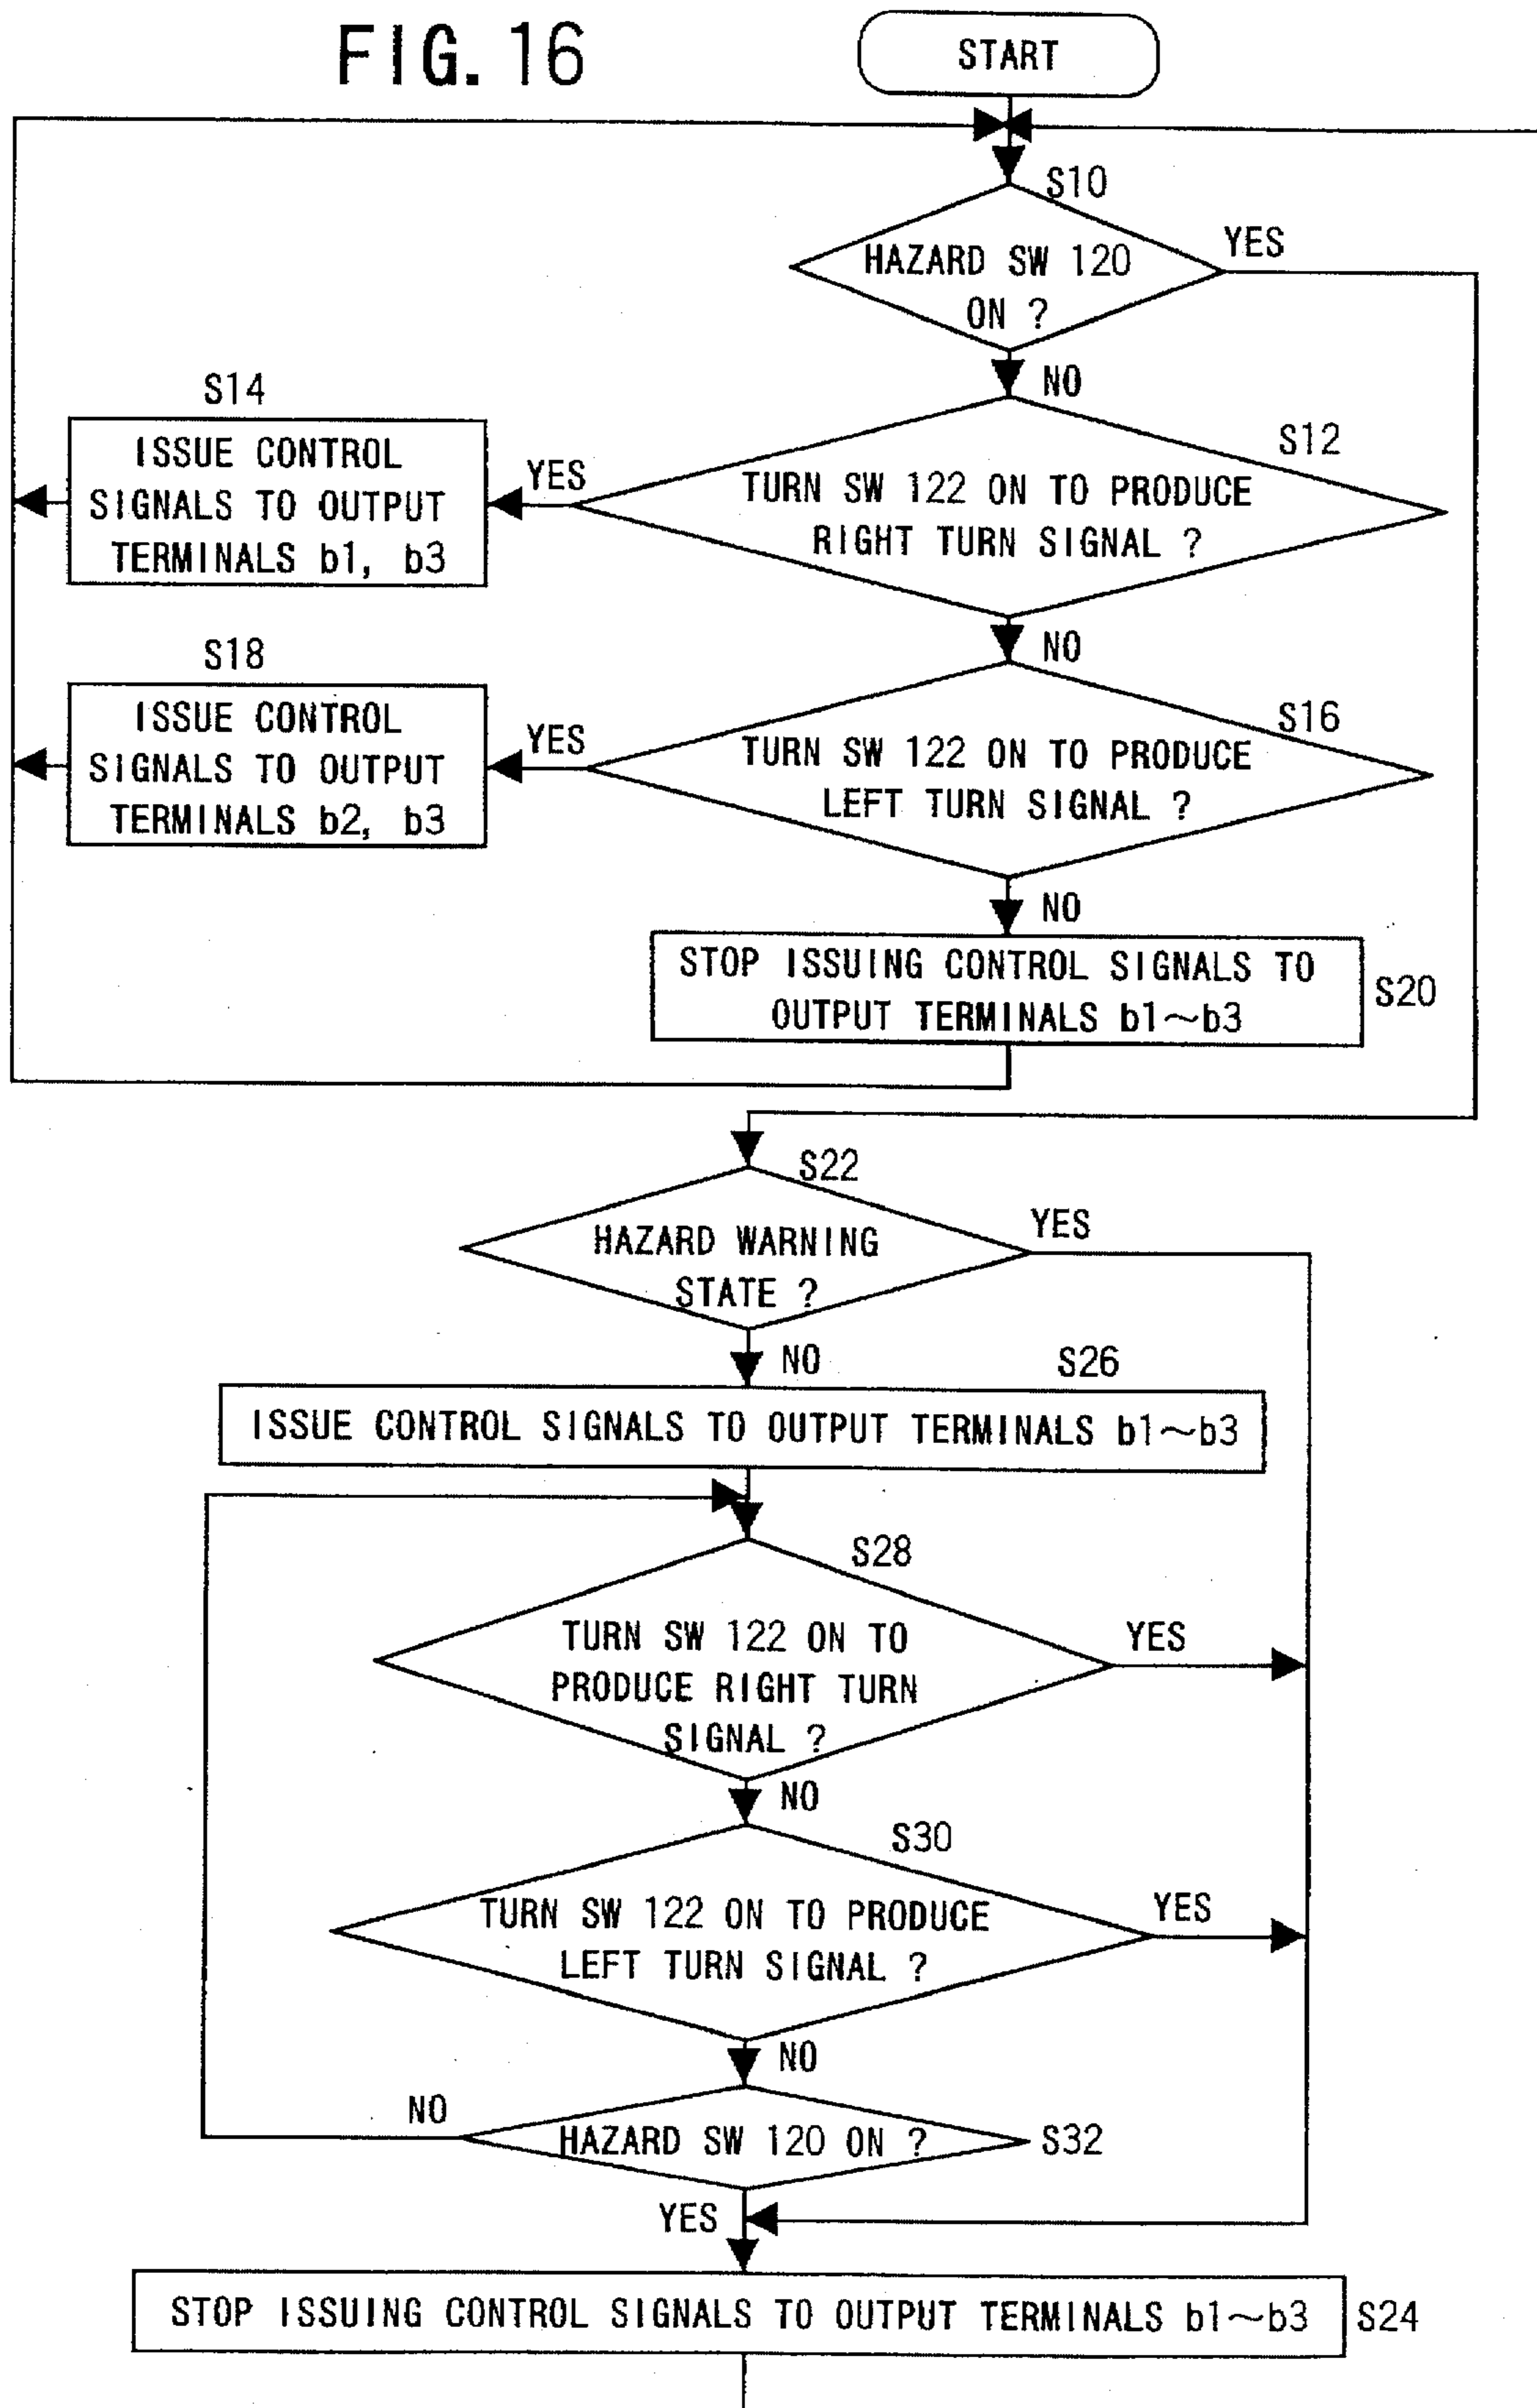 FIG. 16
START
S10
HAZARD SW 120
ON ?
YES
NO
S14
ISSUE CONTROL
SIGNALS TO OUTPUT
TERMINALS b1, b3
YES
S12
TURN SW 122 ON TO PRODUCE
RIGHT TURN SIGNAL ?
NO
S18
ISSUE CONTROL
SIGNALS TO OUTPUT
TERMINALS b2, b3
YES
S16
TURN SW 122 ON TO PRODUCE
LEFT TURN SIGNAL ?
NO
STOP ISSUING CONTROL SIGNALS TO
OUTPUT TERMINALS b1~b3
S20
S22
HAZARD WARNING
STATE ?
YES
NO
S26
ISSUE CONTROL SIGNALS TO OUTPUT TERMINALS b1~b3
S28
TURN SW 122 ON TO
PRODUCE RIGHT TURN
SIGNAL ?
YES
NO
S30
TURN SW 122 ON TO PRODUCE
LEFT TURN SIGNAL ?
YES
NO
NO
HAZARD SW 120 ON ?
S32
YES
STOP ISSUING CONTROL SIGNALS TO OUTPUT TERMINALS b1~b3
S24